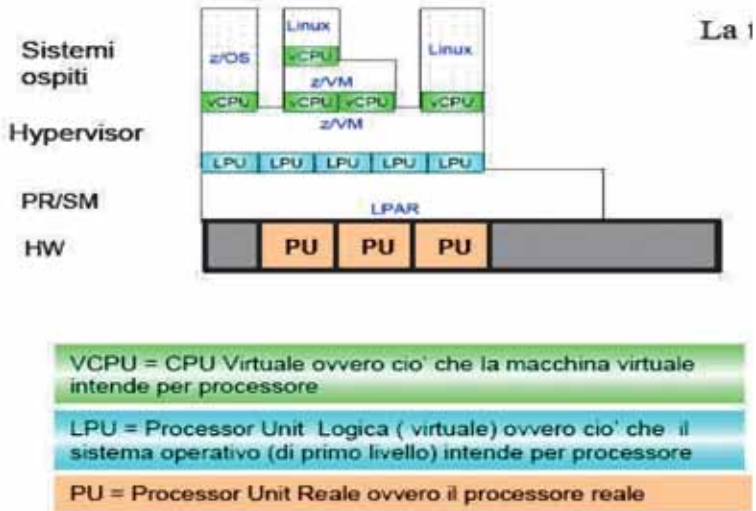 La 1
Sistemi
ospiti
z/OS
Linux
vCPU
z/VM
Linux
vCPU
vCPU
vCPU
vCPU
Hypervisor
z/VM
LPU
LPU
LPU
LPU
LPU
PR/SM
LPAR
HW
PU
PU
PU
VCPU = CPU Virtuale ovvero cio' che la macchina virtuale
intende per processore
LPU = Processor Unit Logica ( virtuale) ovvero cio' che il
sistema operativo (di primo livello) intende per processore
PU = Processor Unit Reale ovvero il processore reale